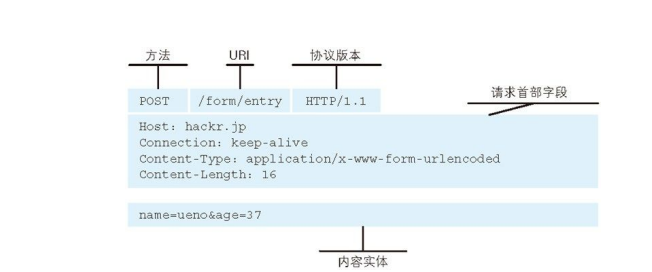 方法 URI 协议版本
请求首部字段
POST /form/entry HTTP/1.1
Host: hackr.jp
Connection: keep-alive
Content-Type: application/x-www-form-urlencoded
Content-Length: 16
name=ueno&age=37
内容实体